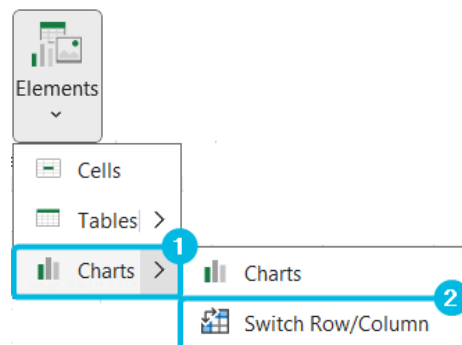 Elements
Cells
Tables
1
Charts
Charts
2
Switch Row/Column